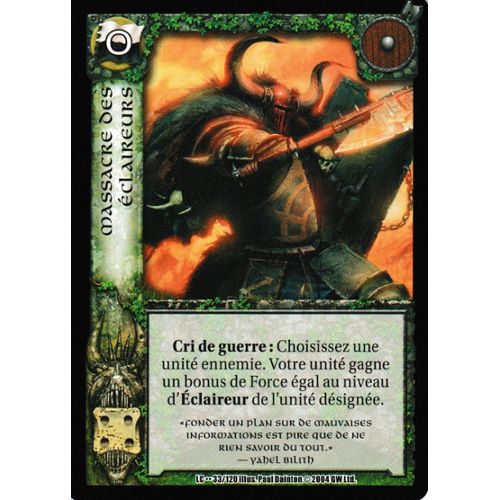 MASSACRE DES
ÉCLAIREURS
Cri de guerre : Choisissez une
unité ennemie. Votre unité gagne
un bonus de Force égal au niveau
d'Éclaireur de l'unité désignée.
«FONDER UN PLAN SUR DE MAUVAISES
INFORMATIONS EST PIRE QUE DE NE
RIEN SAVOIR DU TOUT.»
— YAHEL BILITH
LC •• 33/120 Illus. Paul Dainton © 2004 GW Ltd.